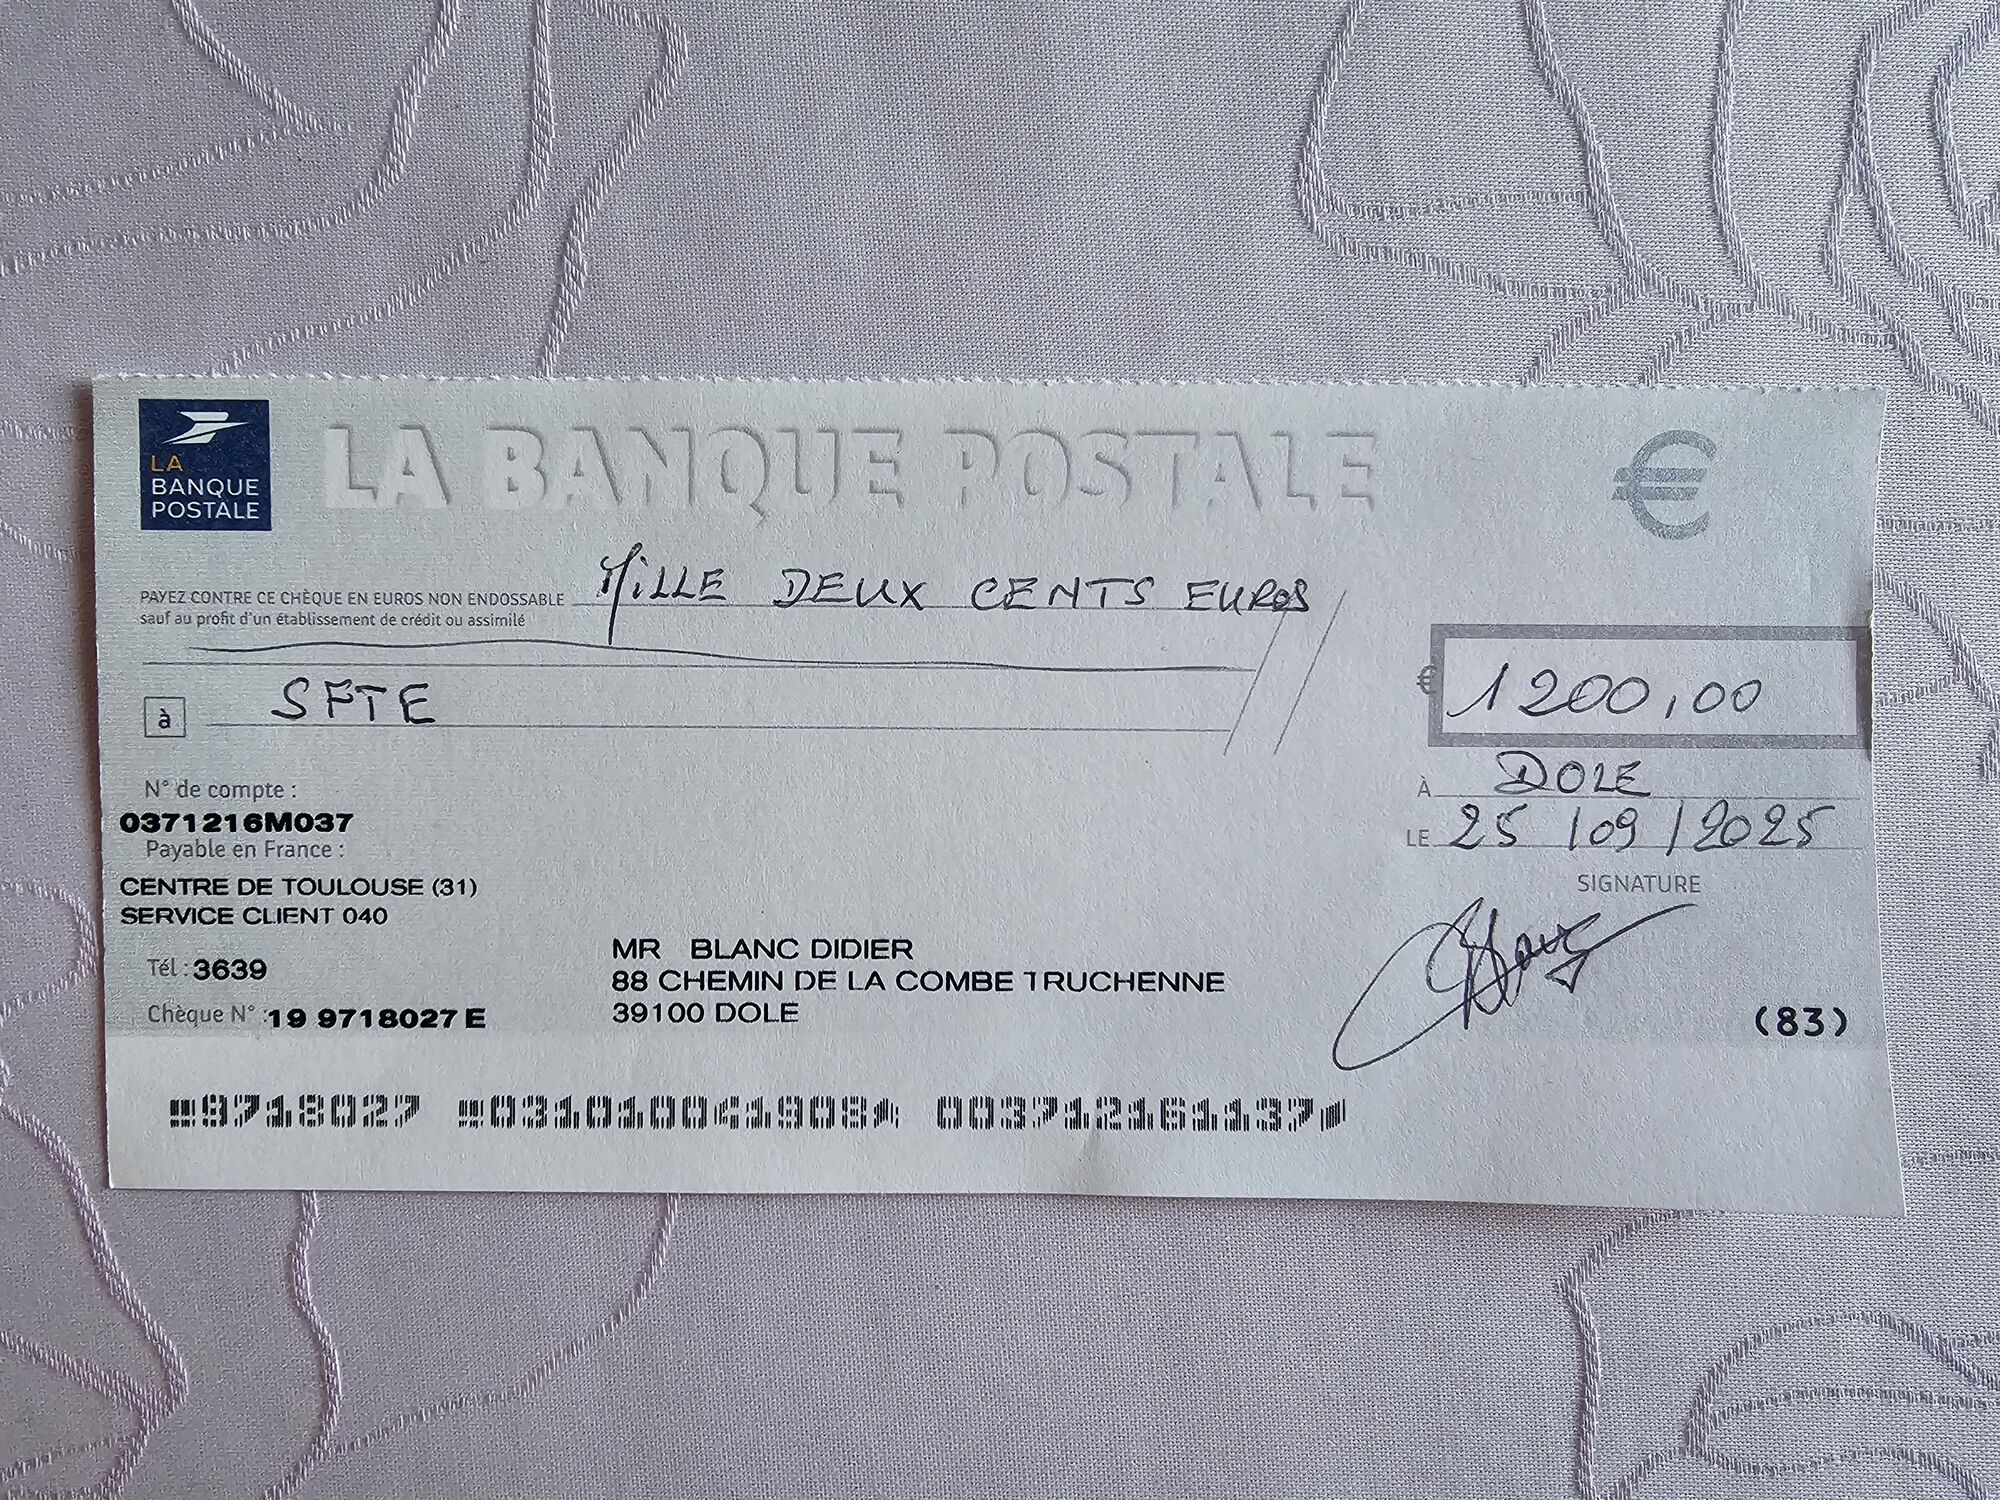 LA
BANQUE
POSTALE
LA BANQUE POSTALE
€
PAYEZ CONTRE CE CHÈQUE EN EUROS NON ENDOSSABLE MILLE DEUX CENTS EUROS
sauf au profit d'un établissement de crédit ou assimilé
à SFTE
€ 1200,00
À DOLE
LE 25/09/2025
SIGNATURE
N° de compte :
0371216M037
Payable en France :
CENTRE DE TOULOUSE (31)
SERVICE CLIENT 040
Tél : 3639
Chèque N° : 19 9718027 E
MR BLANC DIDIER
88 CHEMIN DE LA COMBE TRUCHENNE
39100 DOLE
(83)
9718027 031010041908 003712161137